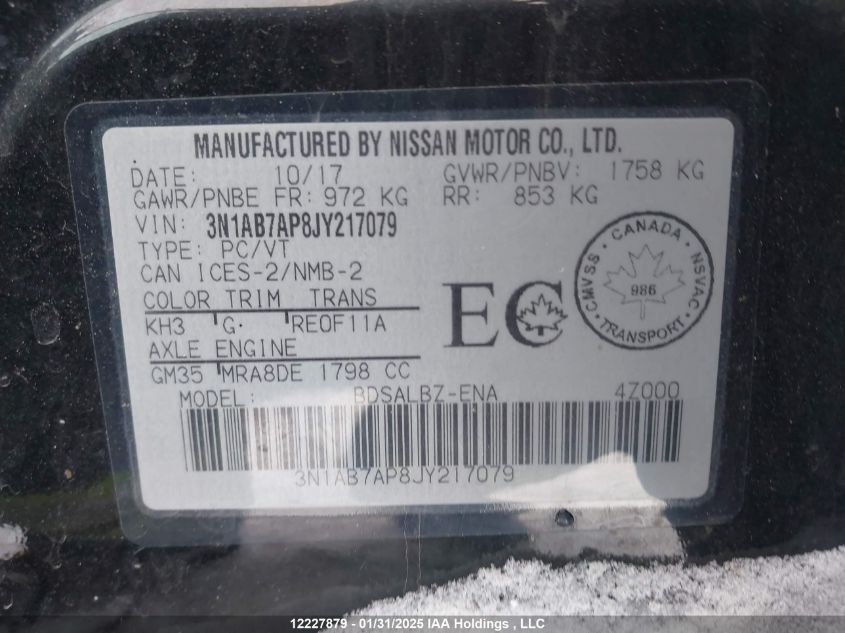 MANUFACTURED BY NISSAN MOTOR CO., LTD.
DATE: 10/17 GVWR/PNBV: 1758 KG
GAWR/PNBE FR: 972 KG RR: 853 KG
VIN: 3N1AB7AP8JY217079
TYPE: PC/VT
CAN ICES-2/NMB-2
COLOR TRIM TRANS
KH3 G RE0F11A
AXLE ENGINE
GM35 MRA8DE 1798 CC
EC
CANADA
CMVSS NSVAC
986
TRANSPORT
MODEL: BDSALBZ-ENA 4Z000
3N1AB7AP8JY217079
12227879 - 01/31/2025 IAA Holdings , LLC